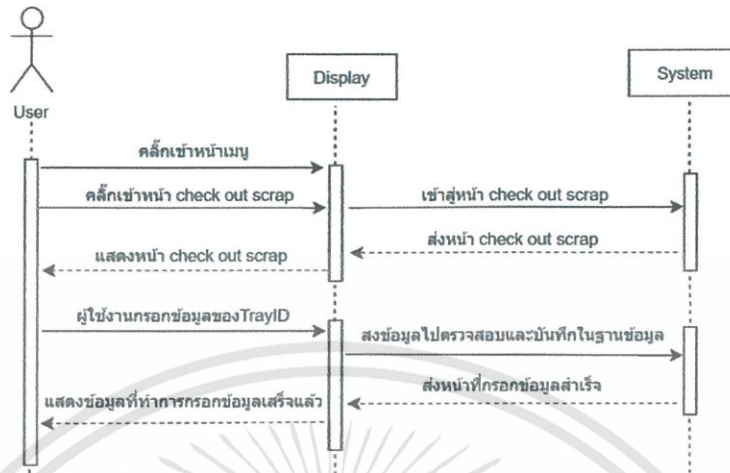 Display
System
User
คลิ๊กเข้าหน้าเมนู
คลิ๊กเข้าหน้า check out scrap
เข้าสู่หน้า check out scrap
ส่งหน้า check out scrap
แสดงหน้า check out scrap
ผู้ใช้งานกรอกข้อมูลของTrayID
สงข้อมูลไปตรวจสอบและบันทึกในฐานข้อมูล
ส่งหน้าที่กรอกข้อมูลสำเร็จ
แสดงข้อมูลที่ทำการกรอกข้อมูลเสร็จแล้ว